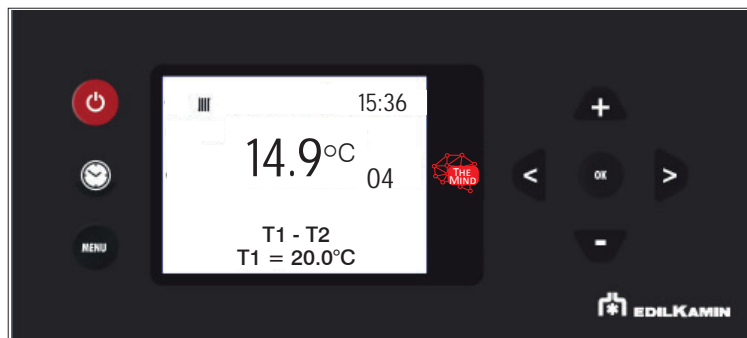 15:36
14.9°C
04
T1 - T2
T1 = 20.0°C
THE
MIND
MENU
+
<
OK
>
-
EDILKAMIN